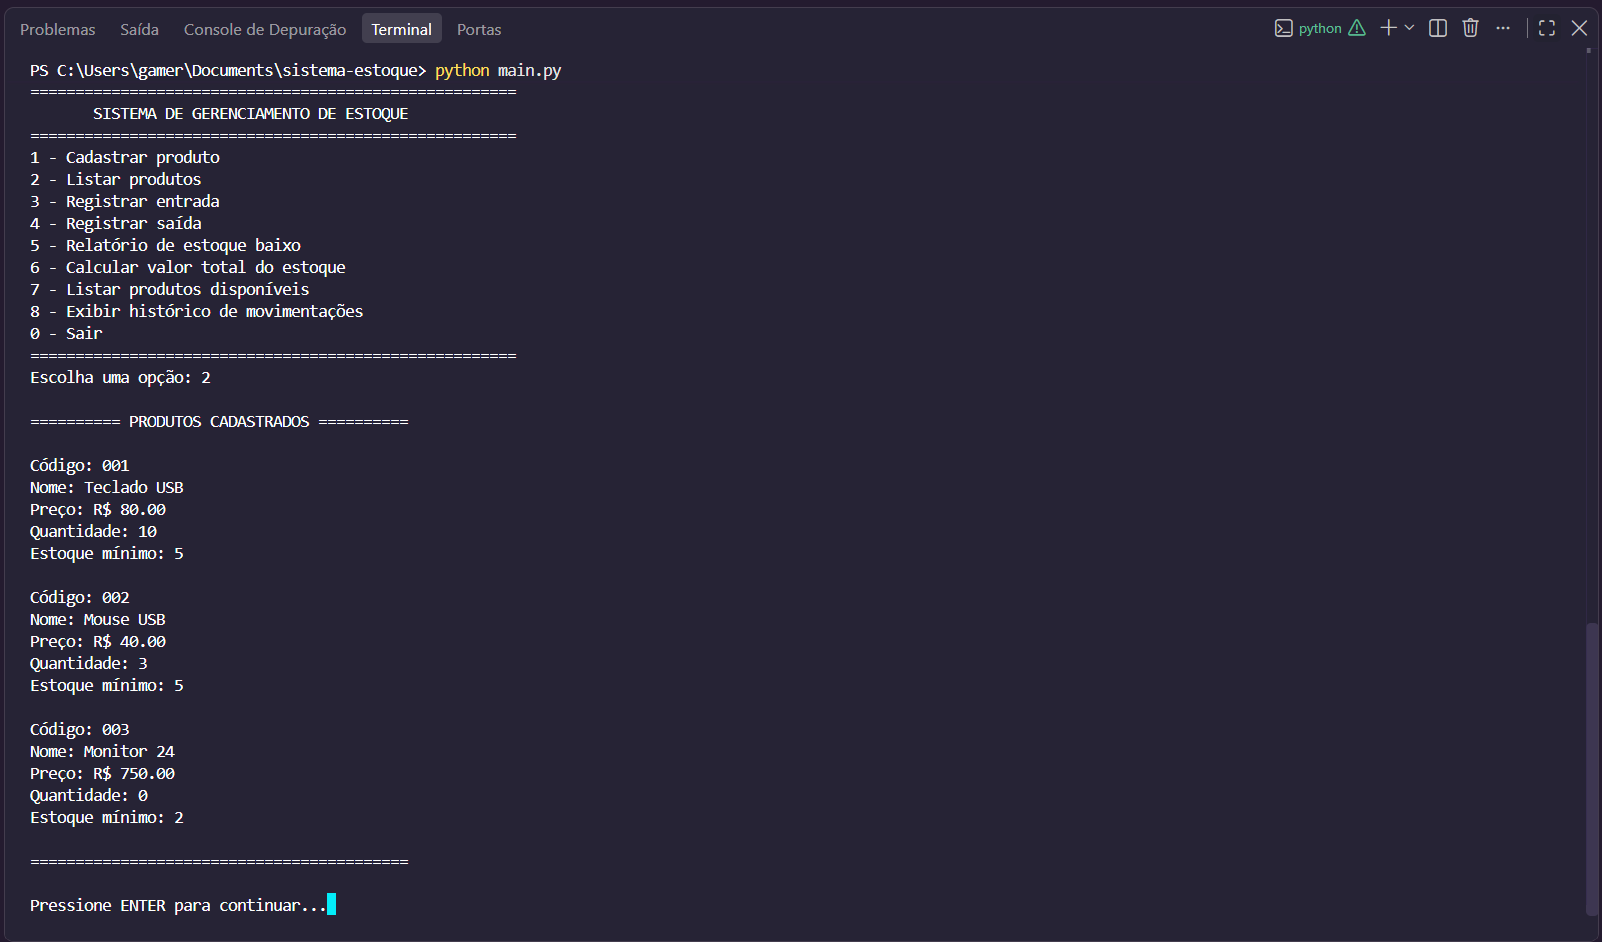 Problemas Saída Console de Depuração Terminal Portas python
PS C:\Users\gamer\Documents\sistema-estoque> python main.py
======================================================
SISTEMA DE GERENCIAMENTO DE ESTOQUE
======================================================
1 - Cadastrar produto
2 - Listar produtos
3 - Registrar entrada
4 - Registrar saída
5 - Relatório de estoque baixo
6 - Calcular valor total do estoque
7 - Listar produtos disponíveis
8 - Exibir histórico de movimentações
0 - Sair
======================================================
Escolha uma opção: 2
========== PRODUTOS CADASTRADOS ==========
Código: 001
Nome: Teclado USB
Preço: R$ 80.00
Quantidade: 10
Estoque mínimo: 5
Código: 002
Nome: Mouse USB
Preço: R$ 40.00
Quantidade: 3
Estoque mínimo: 5
Código: 003
Nome: Monitor 24
Preço: R$ 750.00
Quantidade: 0
Estoque mínimo: 2
==========================================
Pressione ENTER para continuar...